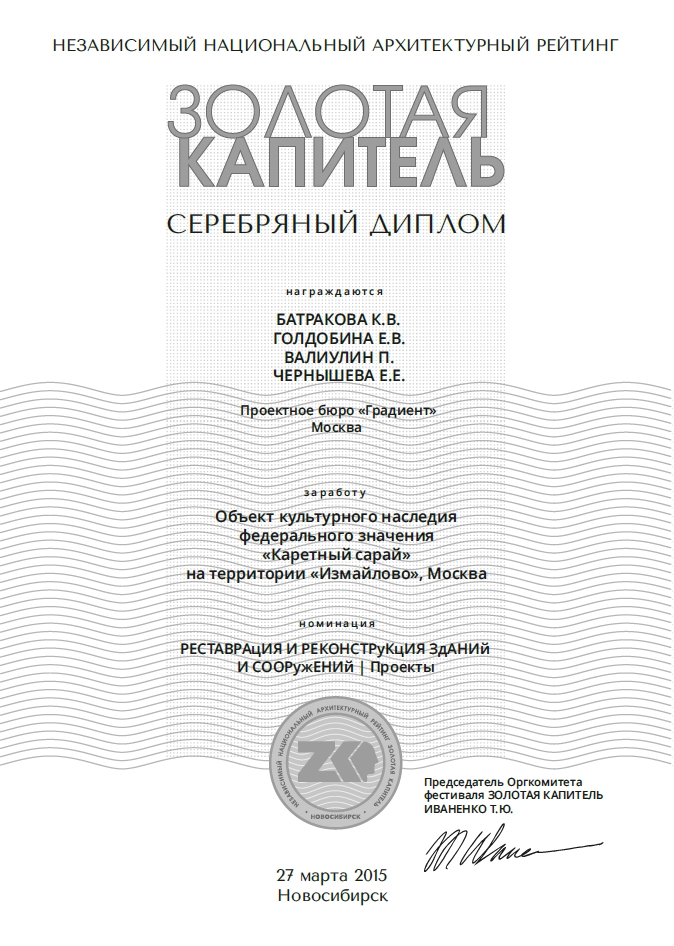 НЕЗАВИСИМЫЙ НАЦИОНАЛЬНЫЙ АРХИТЕКТУРНЫЙ РЕЙТИНГ
ЗОЛОТАЯ
КАПИТЕЛЬ
СЕРЕБРЯНЫЙ ДИПЛОМ
награждаются
БАТРАКОВА К.В.
ГОЛДОБИНА Е.В.
ВАЛИУЛИН П.
ЧЕРНЫШЕВА Е.Е.
Проектное бюро «Градиент»
Москва
за работу
Объект культурного наследия
федерального значения
«Каретный сарай»
на территории «Измайлово», Москва
номинация
РЕСТАВРАцИЯ И РЕКОНСТРуКцИЯ ЗдАНИй
И СООРужЕНИй | Проекты
НЕЗАВИСИМЫЙ НАЦИОНАЛЬНЫЙ АРХИТЕКТУРНЫЙ РЕЙТИНГ ЗОЛОТАЯ КАПИТЕЛЬ
• НОВОСИБИРСК •
Председатель Оргкомитета
фестиваля ЗОЛОТАЯ КАПИТЕЛЬ
ИВАНЕНКО Т.Ю.
27 марта 2015
Новосибирск